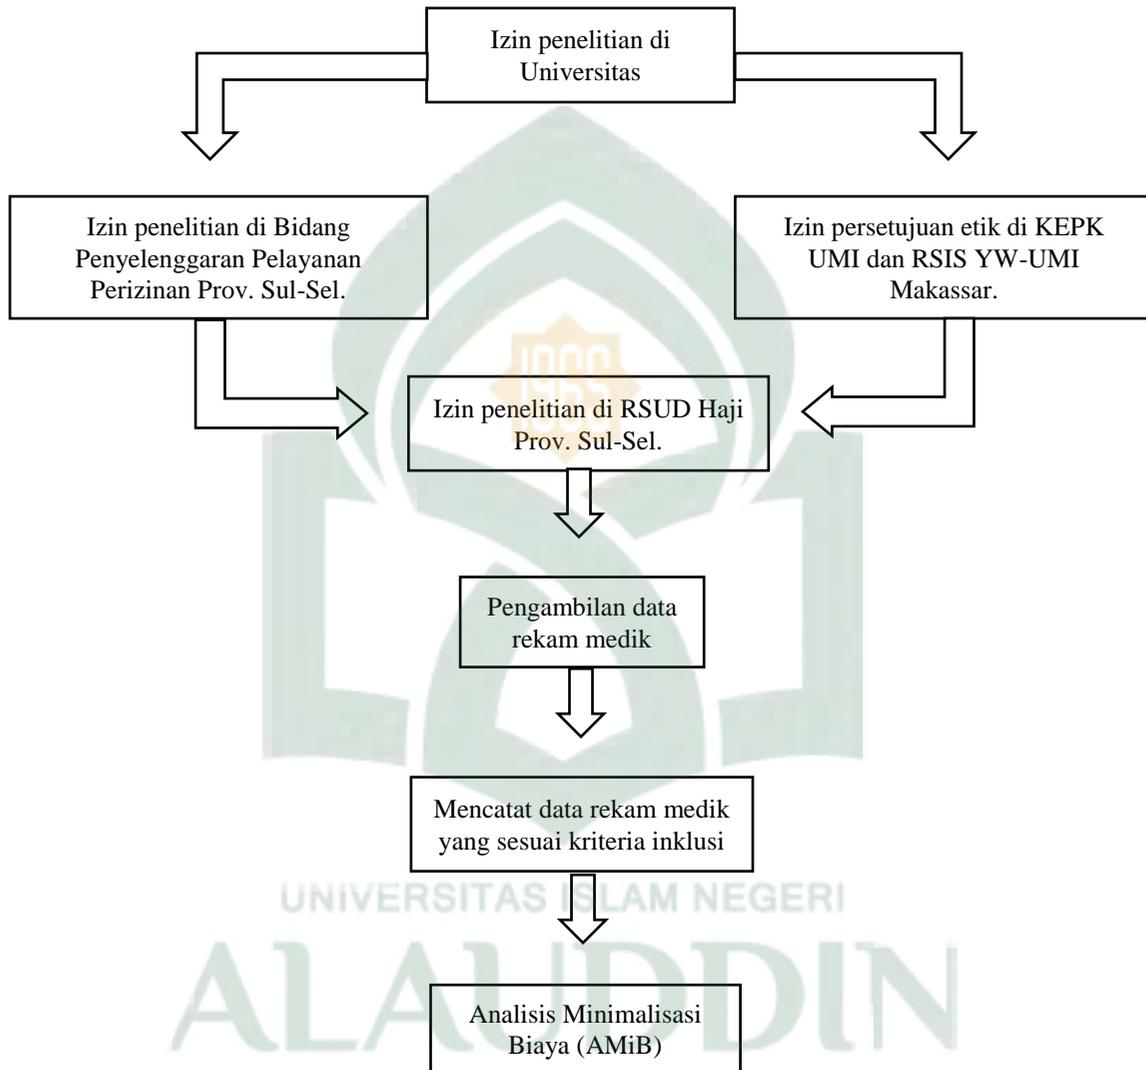 Izin penelitian di
Universitas
Izin penelitian di Bidang
Penyelenggaran Pelayanan
Perizinan Prov. Sul-Sel.
Izin persetujuan etik di KEPK
UMI dan RSIS YW-UMI
Makassar.
1965
Izin penelitian di RSUD Haji
Prov. Sul-Sel.
Pengambilan data
rekam medik
Mencatat data rekam medik
yang sesuai kriteria inklusi
UNIVERSITAS ISLAM NEGERI
ALAUDDIN
Analisis Minimalisasi
Biaya (AMiB)